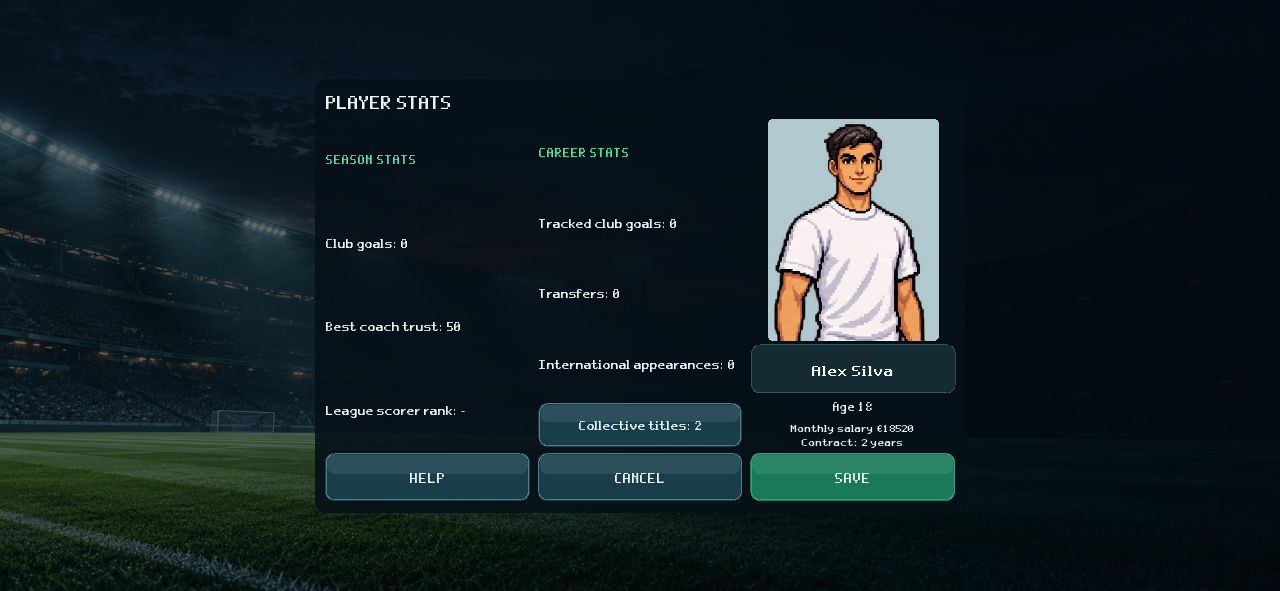 PLAYER STATS
SEASON STATS
Club goals: 0
Best coach trust: 50
League scorer rank: -
CAREER STATS
Tracked club goals: 0
Transfers: 0
International appearances: 0
Collective titles: 2
Alex Silva
Age 18
Monthly salary €18520
Contract: 2 years
HELP
CANCEL
SAVE